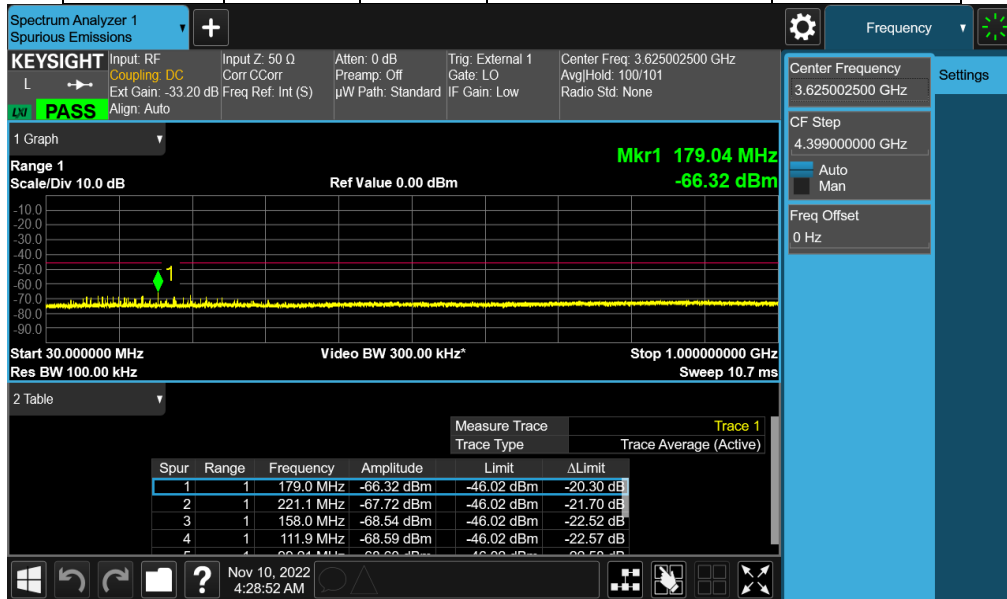 Spectrum Analyzer 1
Spurious Emissions
+
Frequency
KEYSIGHT
L
LXI PASS
Input: RF
Coupling: DC
Ext Gain: -33.20 dB
Align: Auto
Input Z: 50 Ω
Corr CCorr
Freq Ref: Int (S)
Atten: 0 dB
Preamp: Off
µW Path: Standard
Trig: External 1
Gate: LO
IF Gain: Low
Center Freq: 3.625002500 GHz
Avg|Hold: 100/101
Radio Std: None
Center Frequency
3.625002500 GHz
Settings
CF Step
4.399000000 GHz
Auto
Man
Freq Offset
0 Hz
1 Graph
Range 1
Scale/Div 10.0 dB
Ref Value 0.00 dBm
Mkr1 179.04 MHz
-66.32 dBm
-10.0
-20.0
-30.0
-40.0
-50.0
-60.0
-70.0
-80.0
-90.0
1
Start 30.000000 MHz
Video BW 300.00 kHz*
Stop 1.000000000 GHz
Res BW 100.00 kHz
Sweep 10.7 ms
2 Table
Measure Trace Trace 1
Trace Type Trace Average (Active)
Spur Range Frequency Amplitude Limit ΔLimit
1 1 179.0 MHz -66.32 dBm -46.02 dBm -20.30 dB
2 1 221.1 MHz -67.72 dBm -46.02 dBm -21.70 dB
3 1 158.0 MHz -68.54 dBm -46.02 dBm -22.52 dB
4 1 111.9 MHz -68.59 dBm -46.02 dBm -22.57 dB
?
Nov 10, 2022
4:28:52 AM